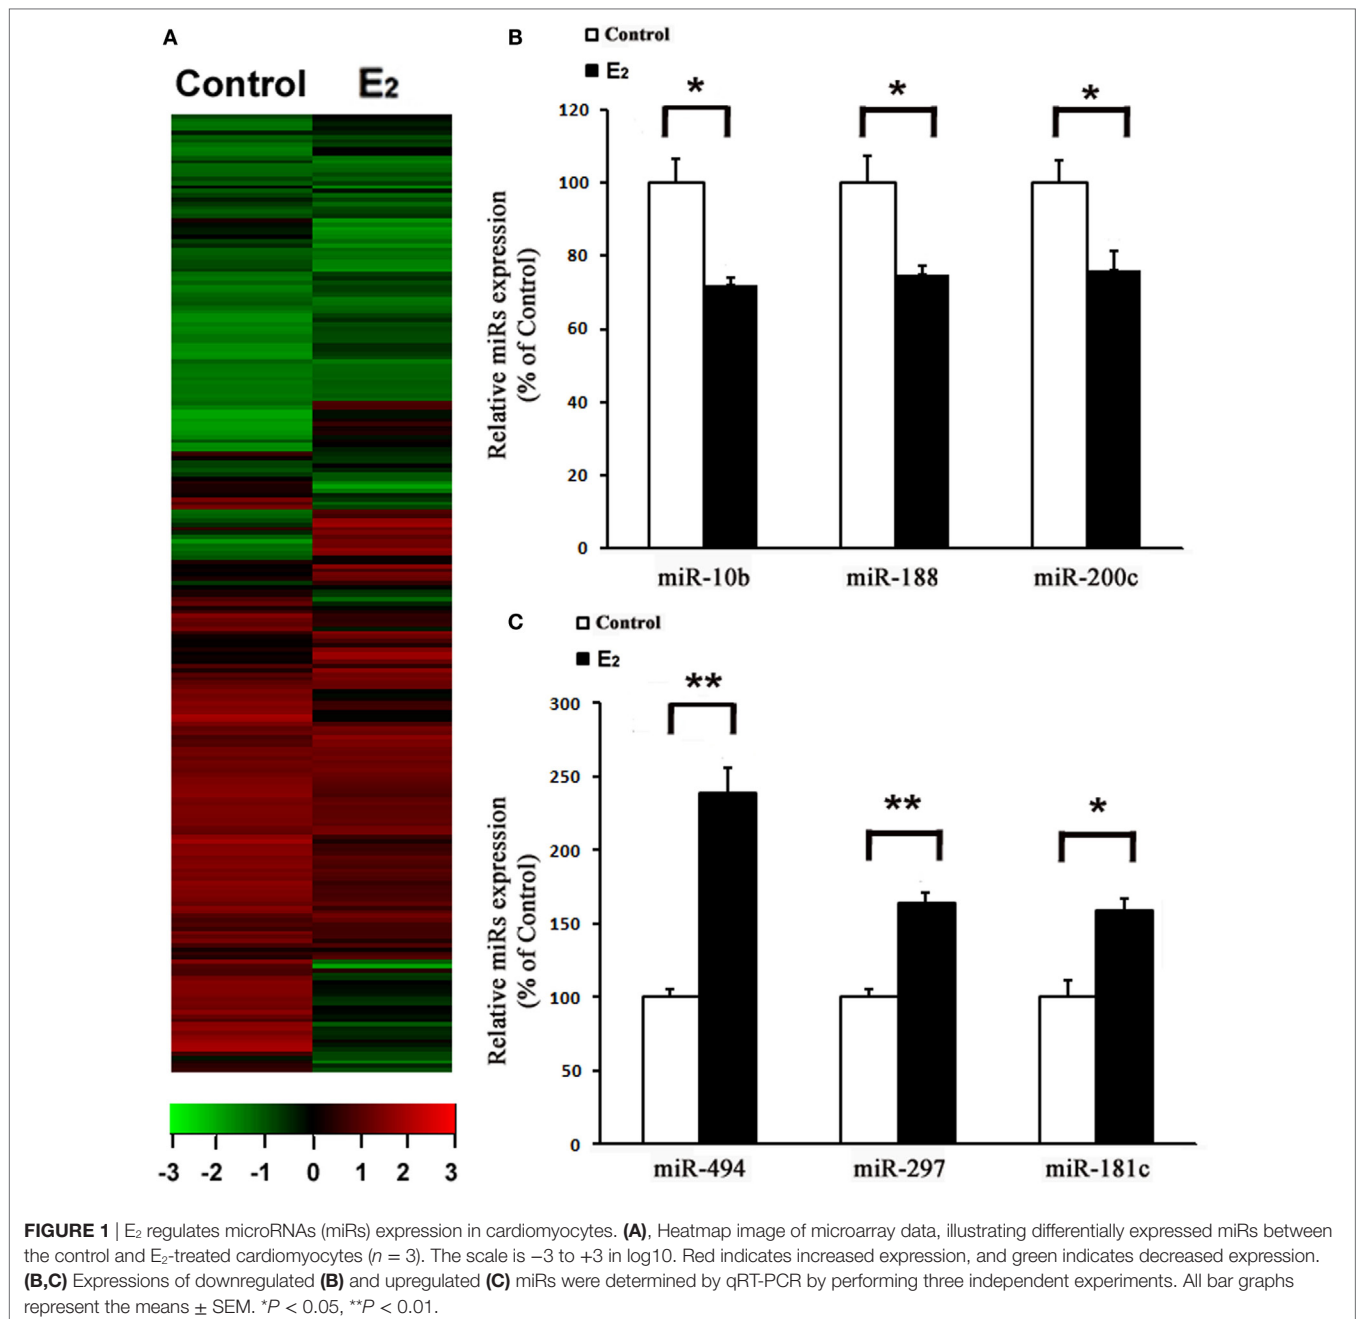 A
Control E₂
-3 -2 -1 0 1 2 3
B
Control
E₂
* * *
Relative miRs expression
(% of Control)
120
100
80
60
40
20
0
miR-10b miR-188 miR-200c
C
Control
E₂
** ** *
Relative miRs expression
(% of Control)
300
250
200
150
100
50
0
miR-494 miR-297 miR-181c
FIGURE 1 | E₂ regulates microRNAs (miRs) expression in cardiomyocytes. (A), Heatmap image of microarray data, illustrating differentially expressed miRs between
the control and E₂-treated cardiomyocytes (n = 3). The scale is −3 to +3 in log10. Red indicates increased expression, and green indicates decreased expression.
(B,C) Expressions of downregulated (B) and upregulated (C) miRs were determined by qRT-PCR by performing three independent experiments. All bar graphs
represent the means ± SEM. *P < 0.05, **P < 0.01.